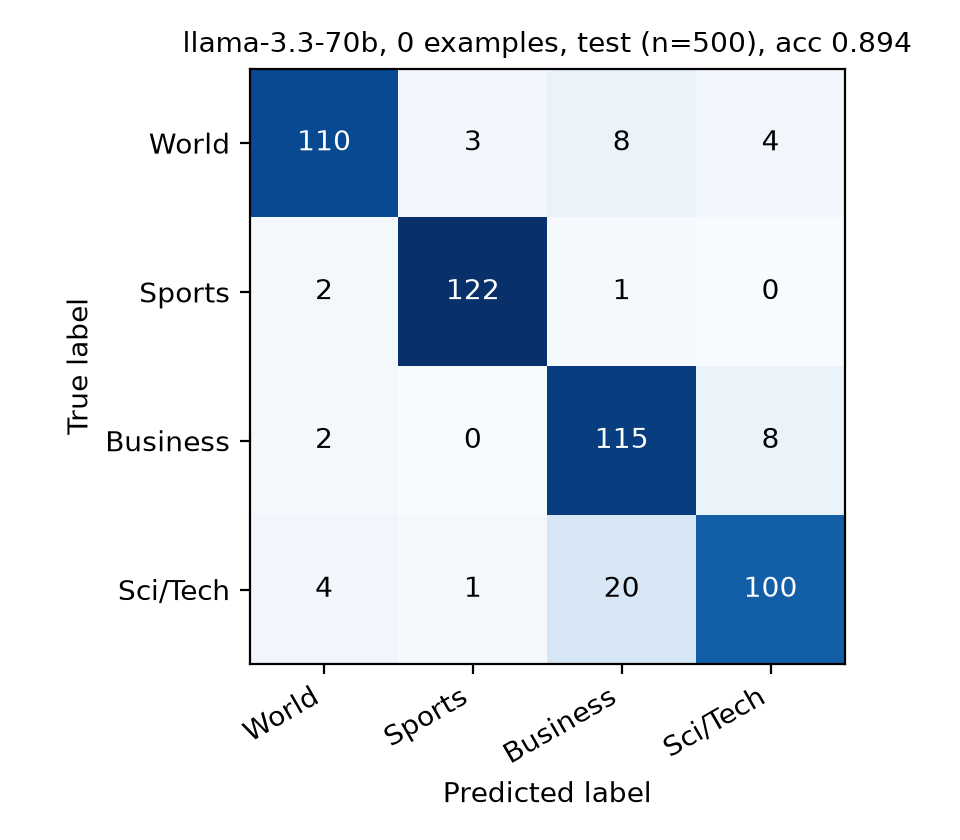 llama-3.3-70b, 0 examples, test (n=500), acc 0.894
World 110 3 8 4
Sports 2 122 1 0
Business 2 0 115 8
Sci/Tech 4 1 20 100
True label
World Sports Business Sci/Tech
Predicted label